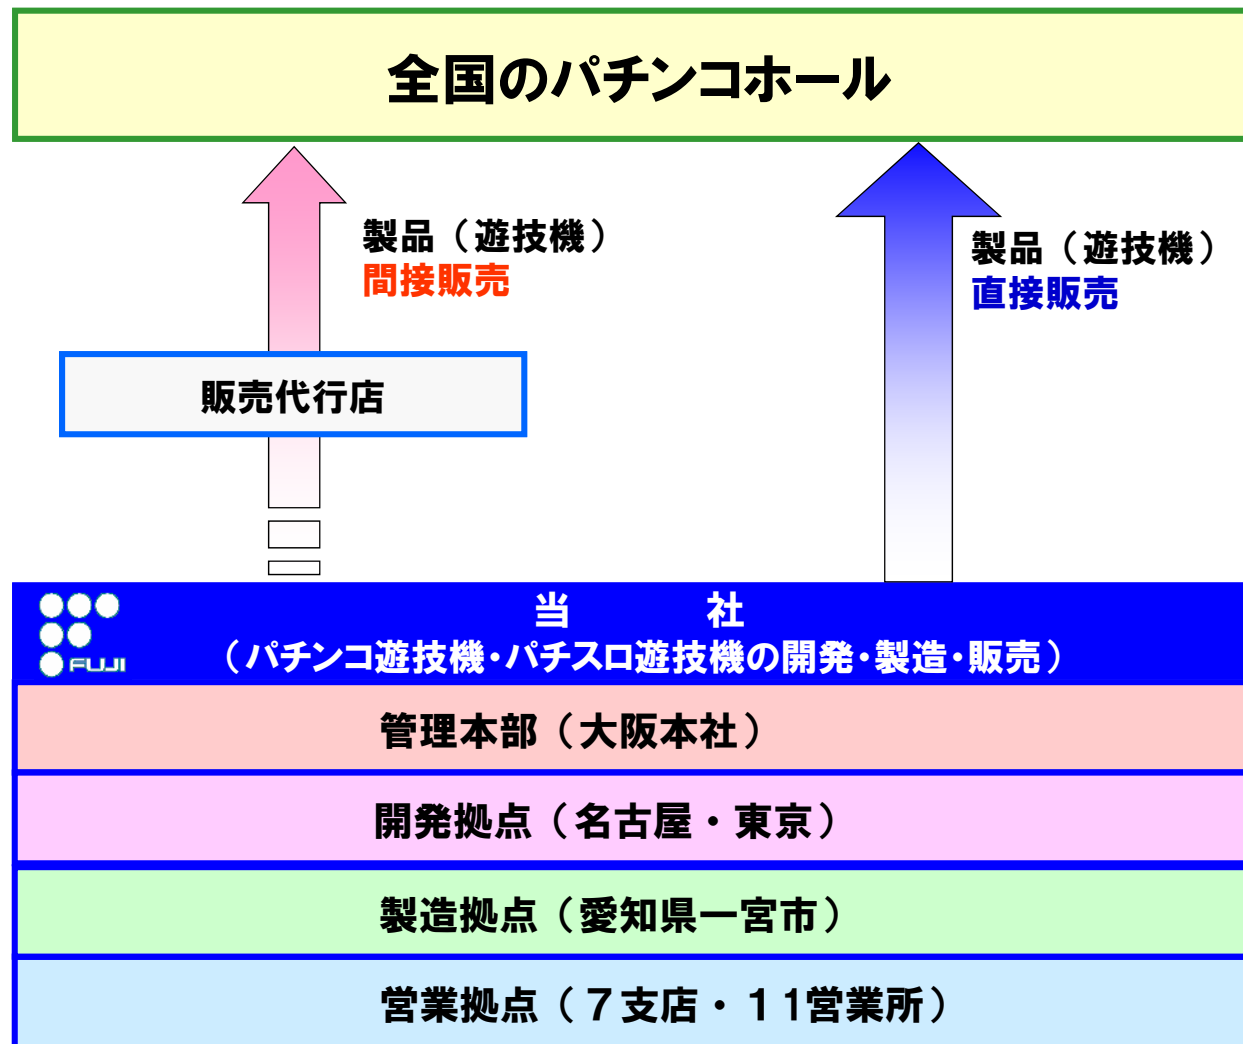 全国のパチンコホール
製品（遊技機）
間接販売
製品（遊技機）
直接販売
販売代行店
FUJI
当　　社
（パチンコ遊技機・パチスロ遊技機の開発・製造・販売）
管理本部（大阪本社）
開発拠点（名古屋・東京）
製造拠点（愛知県一宮市）
営業拠点（７支店・１1営業所）